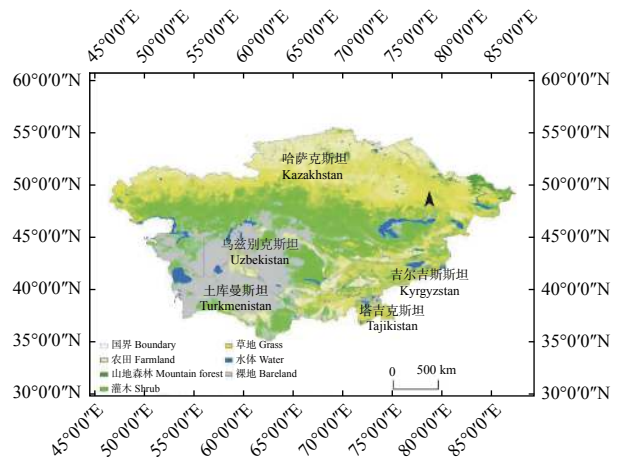 45°0'0"E 50°0'0"E 55°0'0"E 60°0'0"E 65°0'0"E 70°0'0"E 75°0'0"E 80°0'0"E 85°0'0"E
60°0'0"N 60°0'0"N
55°0'0"N 55°0'0"N
哈萨克斯坦
Kazakhstan
50°0'0"N 50°0'0"N
45°0'0"N 45°0'0"N
乌兹别克斯坦
Uzbekistan
吉尔吉斯斯坦
Kyrgyzstan
40°0'0"N 40°0'0"N
土库曼斯坦
Turkmenistan
塔吉克斯坦
Tajikistan
35°0'0"N 35°0'0"N
国界 Boundary 草地 Grass
农田 Farmland 水体 Water
山地森林 Mountain forest 裸地 Bareland
灌木 Shrub
0 500 km
30°0'0"N 30°0'0"N
45°0'0"E 50°0'0"E 55°0'0"E 60°0'0"E 65°0'0"E 70°0'0"E 75°0'0"E 80°0'0"E 85°0'0"E